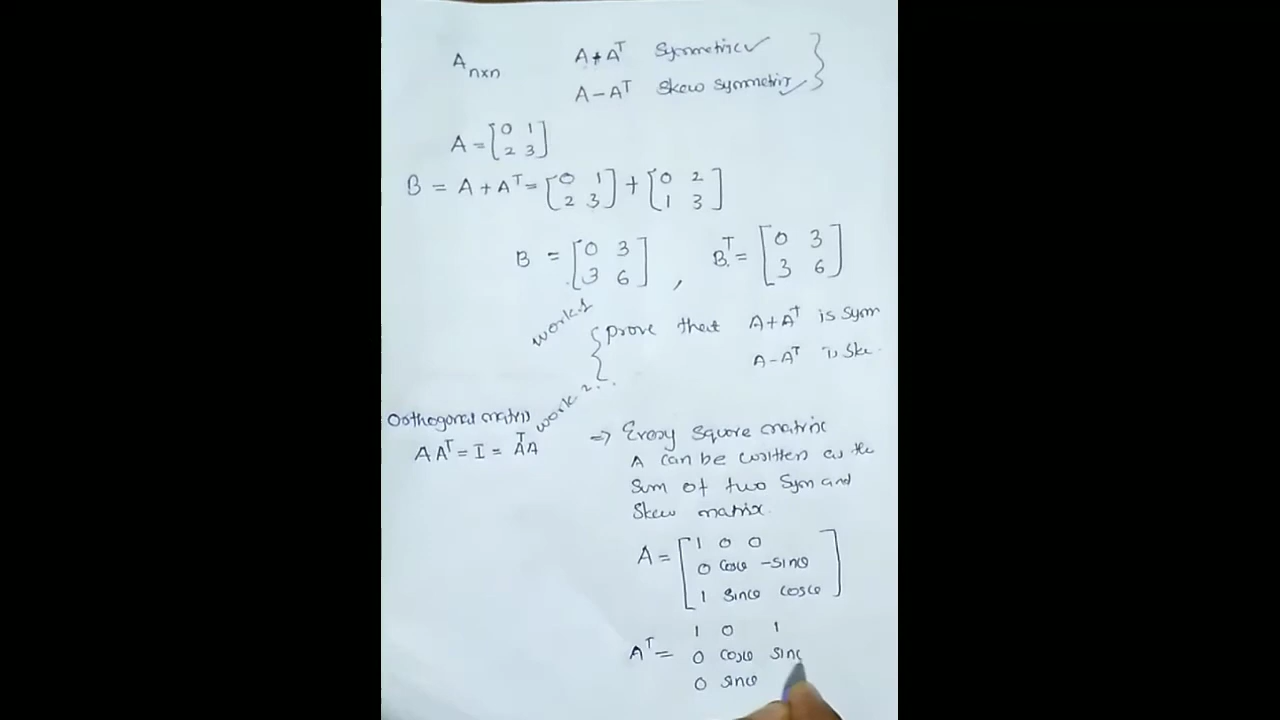 A n×n
A + Aᵀ Symmetric ✓
A − Aᵀ Skew symmetric ✓
A = [0 1
2 3]
B = A + Aᵀ = [0 1
2 3] + [0 2
1 3]
B = [0 3
3 6] , Bᵀ = [0 3
3 6]
work.1
work 2.
{ prove that A+Aᵀ is sym
A−Aᵀ is Ske.
Orthogonal matrix
AAᵀ = I = AᵀA
⇒ Every square matrix
A can be written as the
Sum of two Sym and
Skew matrix.
A = [1 0 0
0 cosθ −sinθ
1 sinθ cosθ]
Aᵀ = 1 0 1
0 cosθ sinθ
0 sinθ